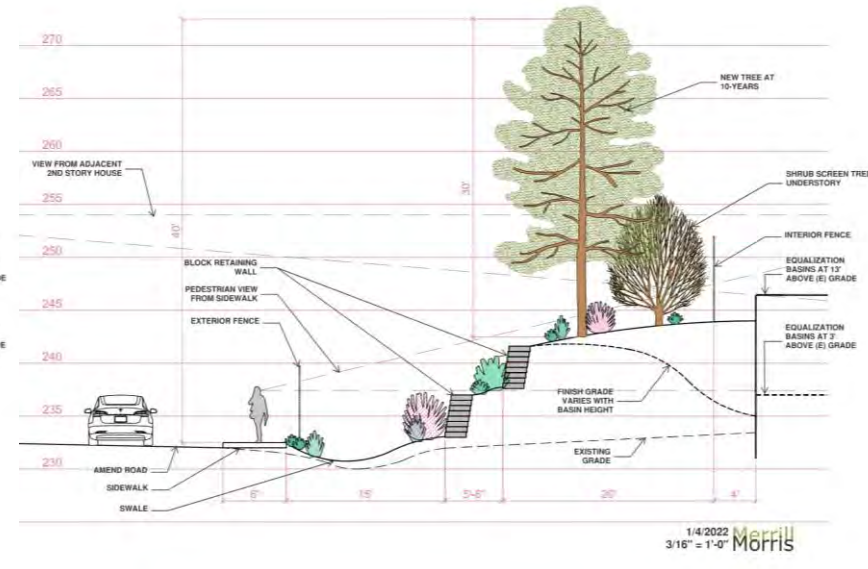 270
265
260
255
250
245
240
235
230
VIEW FROM ADJACENT
2ND STORY HOUSE
40'
30'
NEW TREE AT
10-YEARS
SHRUB SCREEN TREE
UNDERSTORY
INTERIOR FENCE
BLOCK RETAINING
WALL
PEDESTRIAN VIEW
FROM SIDEWALK
EXTERIOR FENCE
EQUALIZATION
BASINS AT 13'
ABOVE (E) GRADE
EQUALIZATION
BASINS AT 3'
ABOVE (E) GRADE
FINISH GRADE
VARIES WITH
BASIN HEIGHT
EXISTING
GRADE
AMEND ROAD
SIDEWALK
SWALE
6'
15'
5'-6"
20'
4'
1/4/2022
3/16" = 1'-0"
Merrill
Morris